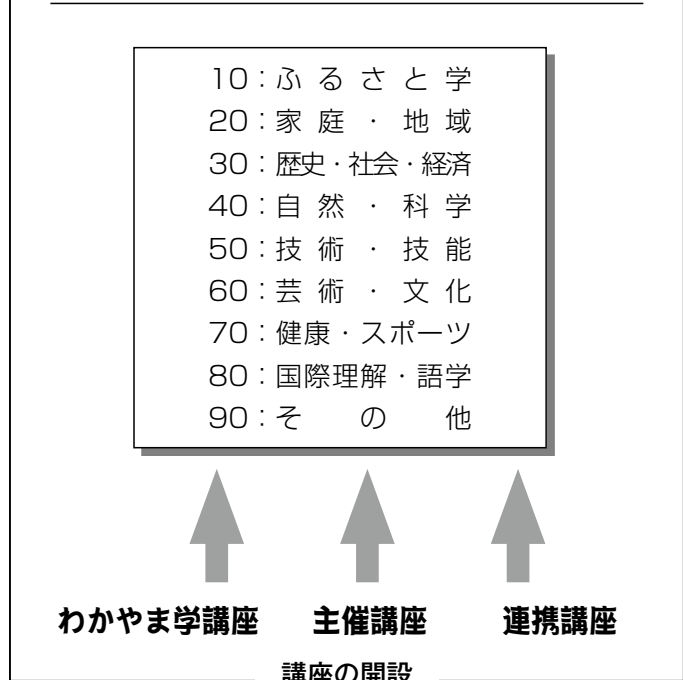 10：ふるさと学
20：家庭・地域
30：歴史・社会・経済
40：自然・科学
50：技術・技能
60：芸術・文化
70：健康・スポーツ
80：国際理解・語学
90：その他
わかやま学講座 主催講座 連携講座
講座の開設